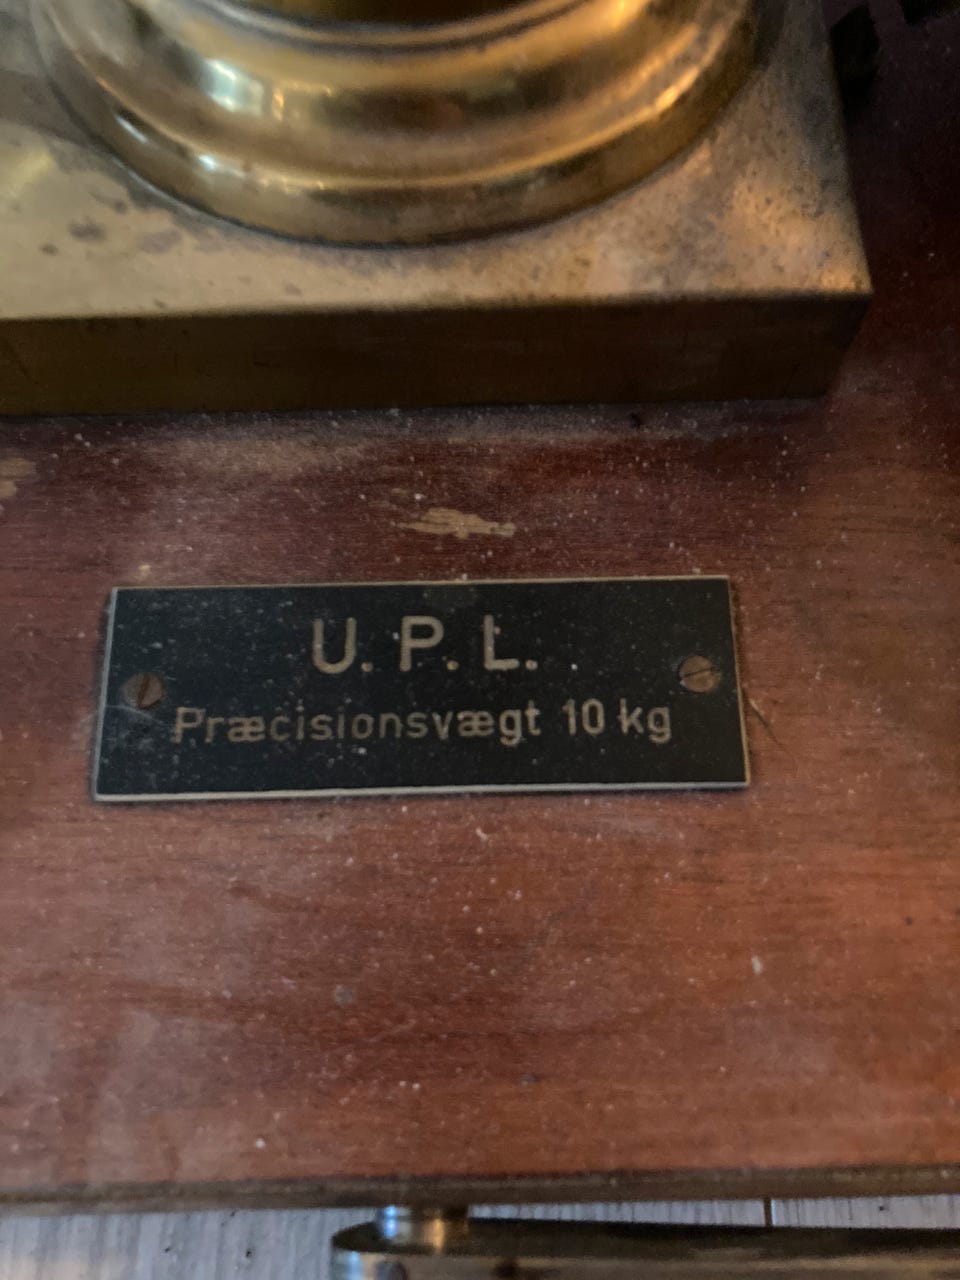 U. P. L.
Præcisionsvægt 10 kg